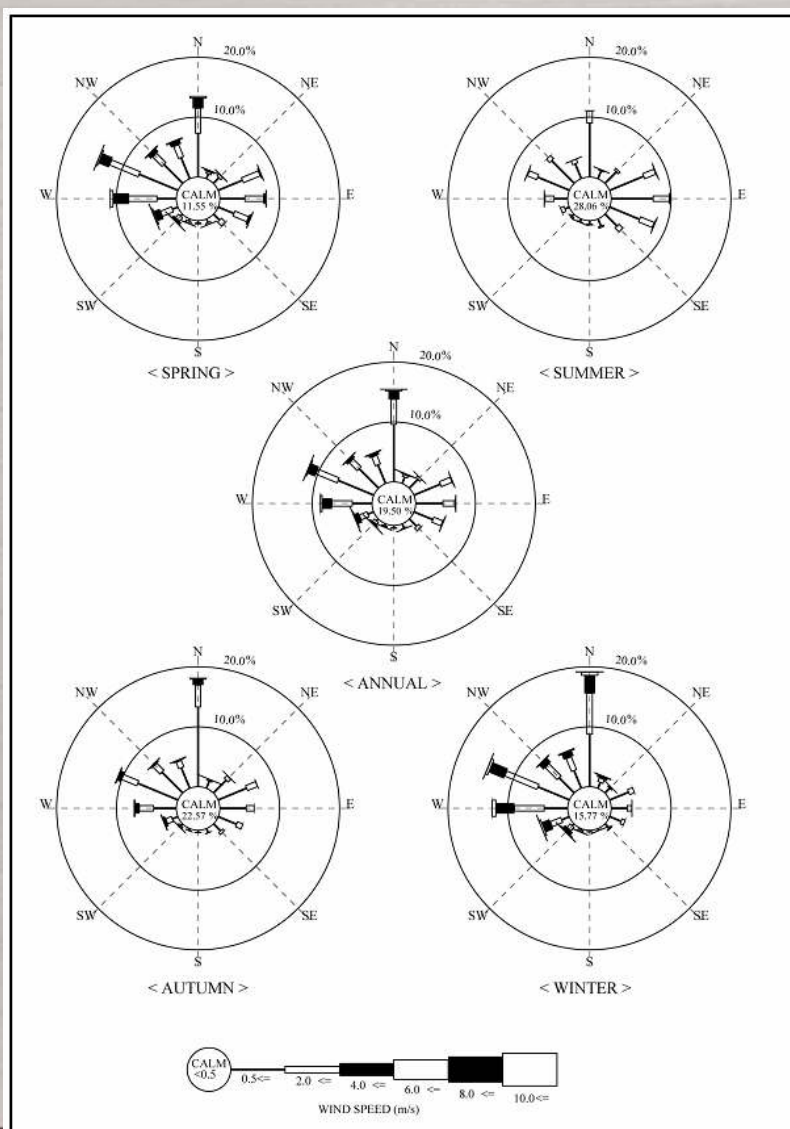 N
20.0%
NW
NE
10.0%
W
CALM
11.55 %
E
SW
SE
S
< SPRING >
N
20.0%
NW
NE
10.0%
W
CALM
28.06 %
E
SW
SE
S
< SUMMER >
N
20.0%
NW
NE
10.0%
W
CALM
19.50 %
E
SW
SE
S
< ANNUAL >
N
20.0%
NW
NE
10.0%
W
CALM
22.57 %
E
SW
SE
S
< AUTUMN >
N
20.0%
NW
NE
10.0%
W
CALM
15.77 %
E
SW
SE
S
< WINTER >
CALM
<0.5
0.5<= 2.0 <= 4.0 <= 6.0 <= 8.0 <= 10.0<=
WIND SPEED (m/s)